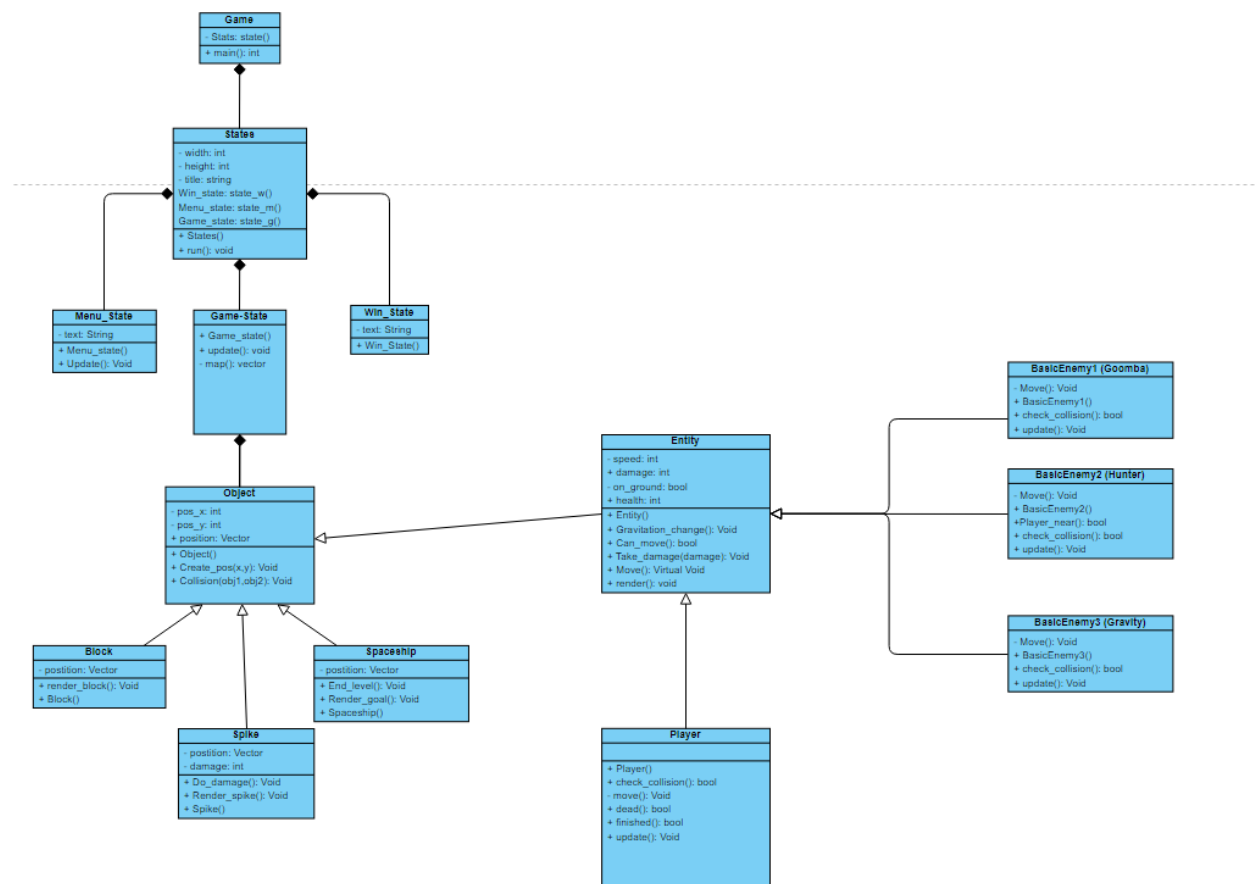 Game
- Stats: state()
+ main(): int
States
- width: int
- height: int
- title: string
Win_state: state_w()
Menu_state: state_m()
Game_state: state_g()
+ States()
+ run(): void
Menu_State
- text: String
+ Menu_state()
+ Update(): Void
Game-State
+ Game_state()
+ update(): void
- map(): vector
Win_State
- text: String
+ Win_State()
Object
- pos_x: int
- pos_y: int
+ position: Vector
+ Object()
+ Create_pos(x,y): Void
+ Collision(obj1,obj2): Void
Block
- postition: Vector
+ render_block(): Void
+ Block()
Spike
- postition: Vector
- damage: int
+ Do_damage(): Void
+ Render_spike(): Void
+ Spike()
Spaceship
- postition: Vector
+ End_level(): Void
+ Render_goal(): Void
+ Spaceship()
Entity
- speed: int
+ damage: int
- on_ground: bool
+ health: int
+ Entity()
+ Gravitation_change(): Void
+ Can_move(): bool
+ Take_damage(damage): Void
+ Move(): Virtual Void
+ render(): void
Player
+ Player()
+ check_collision(): bool
- move(): Void
+ dead(): bool
+ finished(): bool
+ update(): Void
BasicEnemy1 (Goomba)
- Move(): Void
+ BasicEnemy1()
+ check_collision(): bool
+ update(): Void
BasicEnemy2 (Hunter)
- Move(): Void
+ BasicEnemy2()
+Player_near(): bool
+ check_collision(): bool
+ update(): Void
BasicEnemy3 (Gravity)
- Move(): Void
+ BasicEnemy3()
+ check_collision(): bool
+ update(): Void